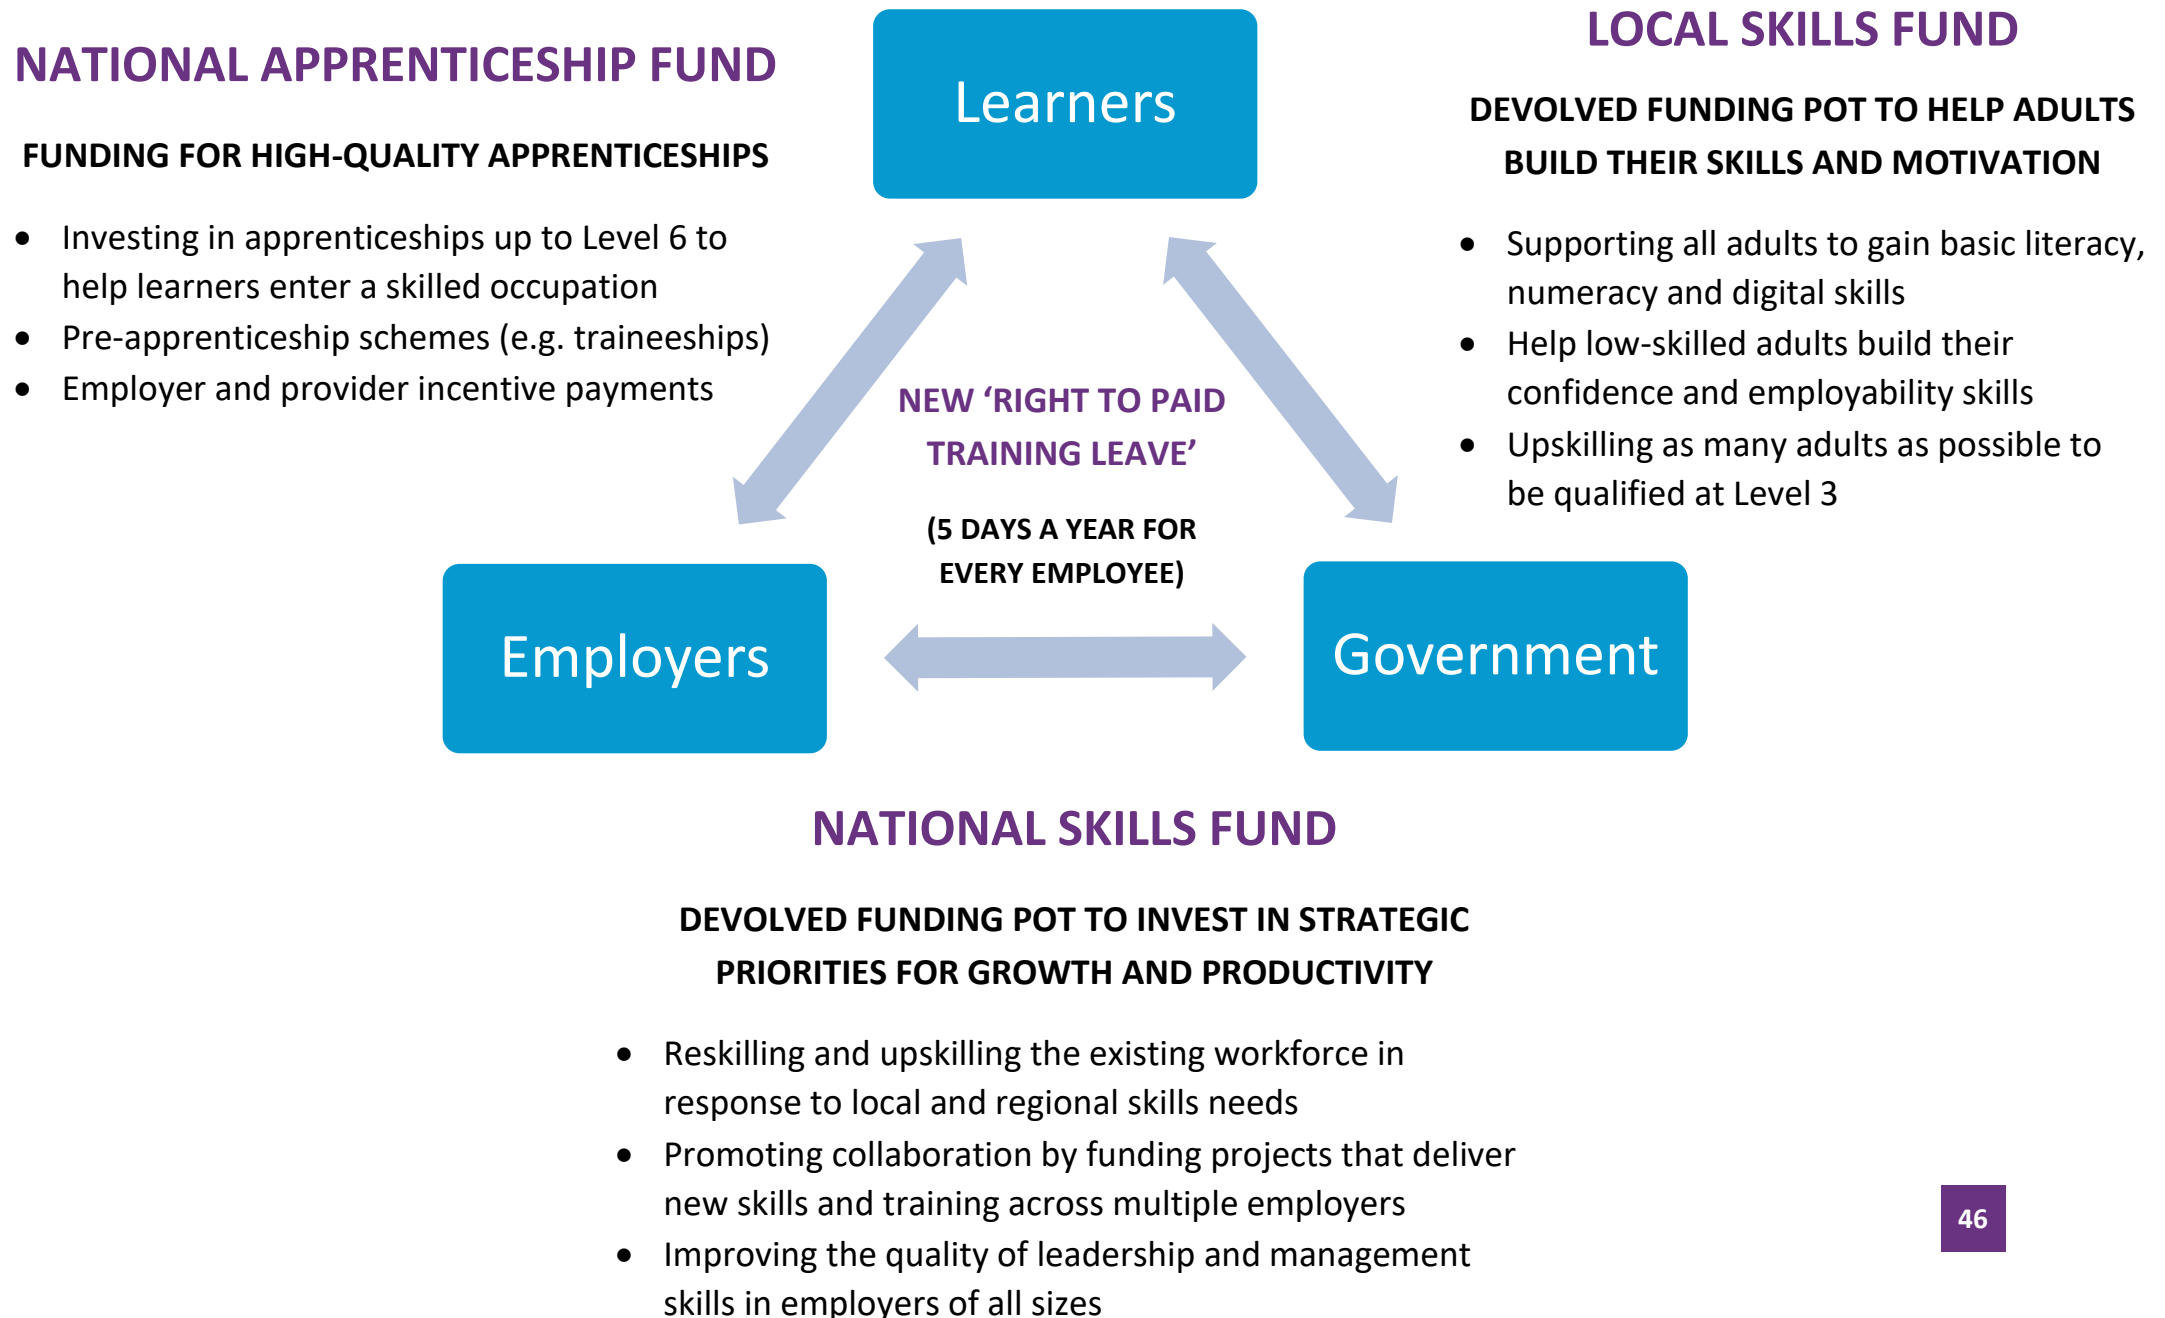 NATIONAL APPRENTICESHIP FUND
FUNDING FOR HIGH-QUALITY APPRENTICESHIPS
• Investing in apprenticeships up to Level 6 to
help learners enter a skilled occupation
• Pre-apprenticeship schemes (e.g. traineeships)
• Employer and provider incentive payments
Learners
LOCAL SKILLS FUND
DEVOLVED FUNDING POT TO HELP ADULTS
BUILD THEIR SKILLS AND MOTIVATION
• Supporting all adults to gain basic literacy,
numeracy and digital skills
• Help low-skilled adults build their
confidence and employability skills
• Upskilling as many adults as possible to
be qualified at Level 3
NEW ‘RIGHT TO PAID
TRAINING LEAVE’
(5 DAYS A YEAR FOR
EVERY EMPLOYEE)
Employers
Government
NATIONAL SKILLS FUND
DEVOLVED FUNDING POT TO INVEST IN STRATEGIC
PRIORITIES FOR GROWTH AND PRODUCTIVITY
• Reskilling and upskilling the existing workforce in
response to local and regional skills needs
• Promoting collaboration by funding projects that deliver
new skills and training across multiple employers
• Improving the quality of leadership and management
skills in employers of all sizes
46